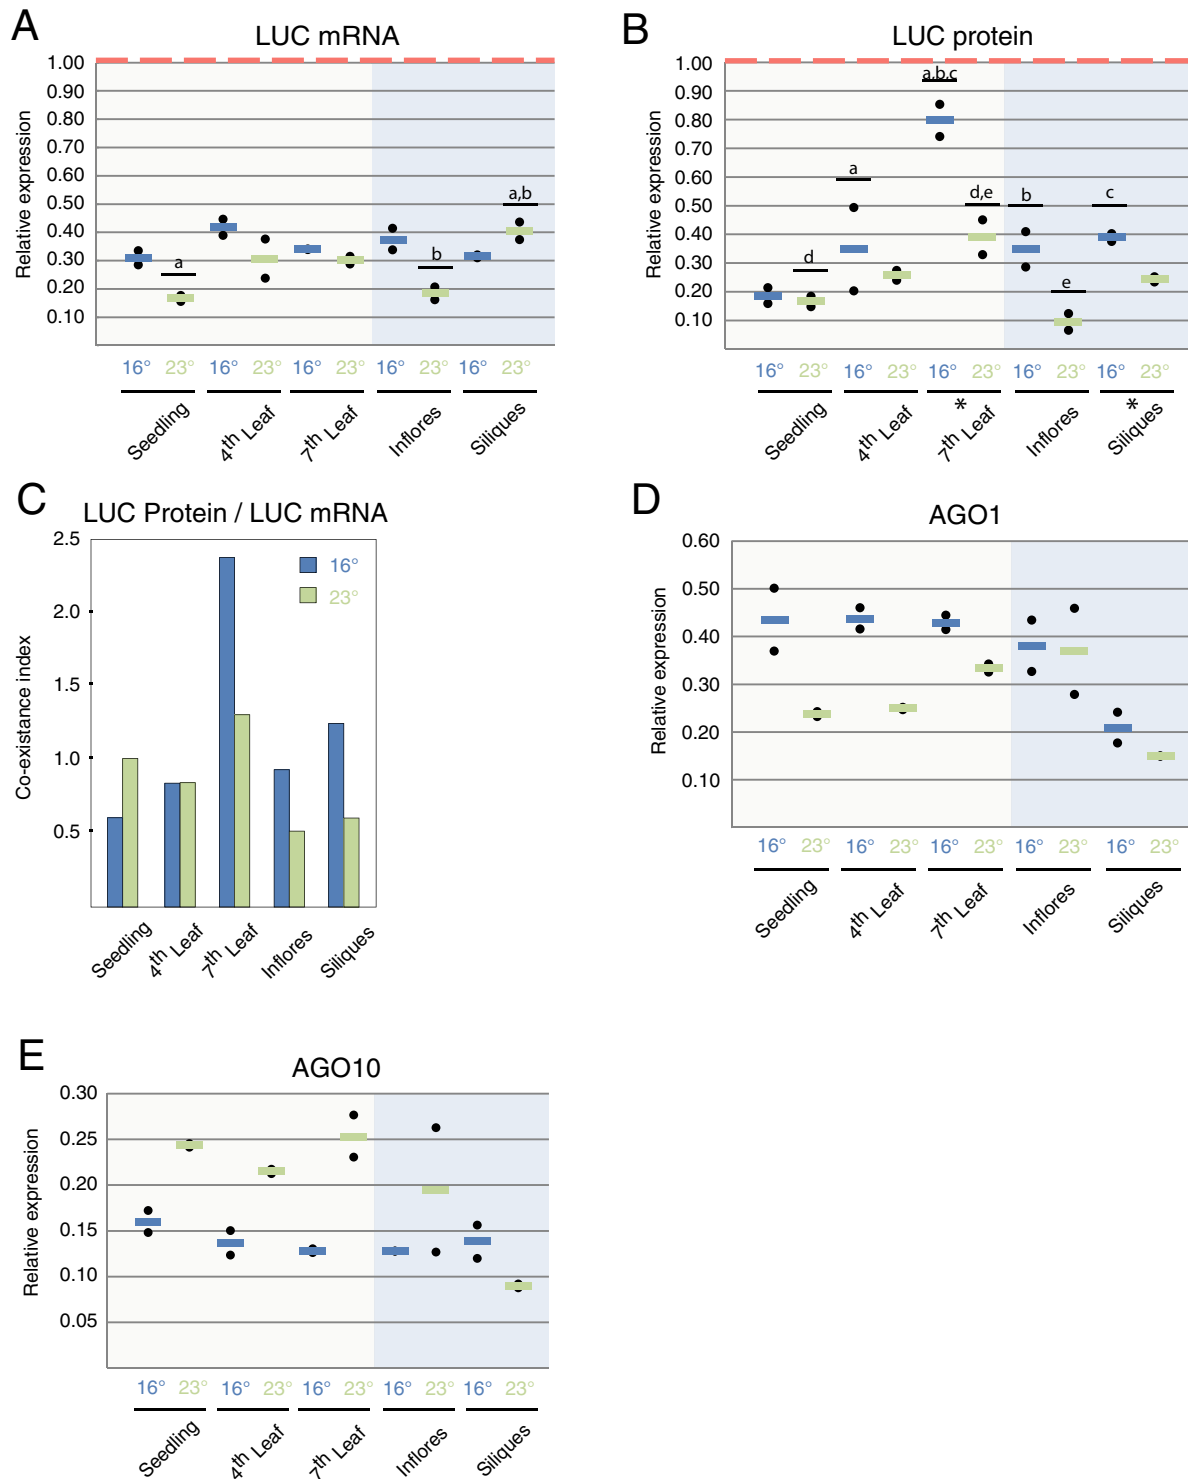 A
LUC mRNA
Relative expression
1.00
0.90
0.80
0.70
0.60
0.50
0.40
0.30
0.20
0.10
a
b
a,b
16° 23° 16° 23° 16° 23° 16° 23° 16° 23°
Seedling
4th Leaf
7th Leaf
Inflores
Siliques
B
LUC protein
Relative expression
1.00
0.90
0.80
0.70
0.60
0.50
0.40
0.30
0.20
0.10
a,b,c
a
d,e
b
c
d
e
16° 23° 16° 23° 16° 23° 16° 23° 16° 23°
* *
Seedling
4th Leaf
7th Leaf
Inflores
Siliques
C
LUC Protein / LUC mRNA
Co-existance index
2.5
2.0
1.5
1.0
0.5
16°
23°
Seedling
4th Leaf
7th Leaf
Inflores
Siliques
D
AGO1
Relative expression
0.60
0.50
0.40
0.30
0.20
0.10
16° 23° 16° 23° 16° 23° 16° 23° 16° 23°
Seedling
4th Leaf
7th Leaf
Inflores
Siliques
E
AGO10
Relative expression
0.30
0.25
0.20
0.15
0.10
0.05
16° 23° 16° 23° 16° 23° 16° 23° 16° 23°
Seedling
4th Leaf
7th Leaf
Inflores
Siliques